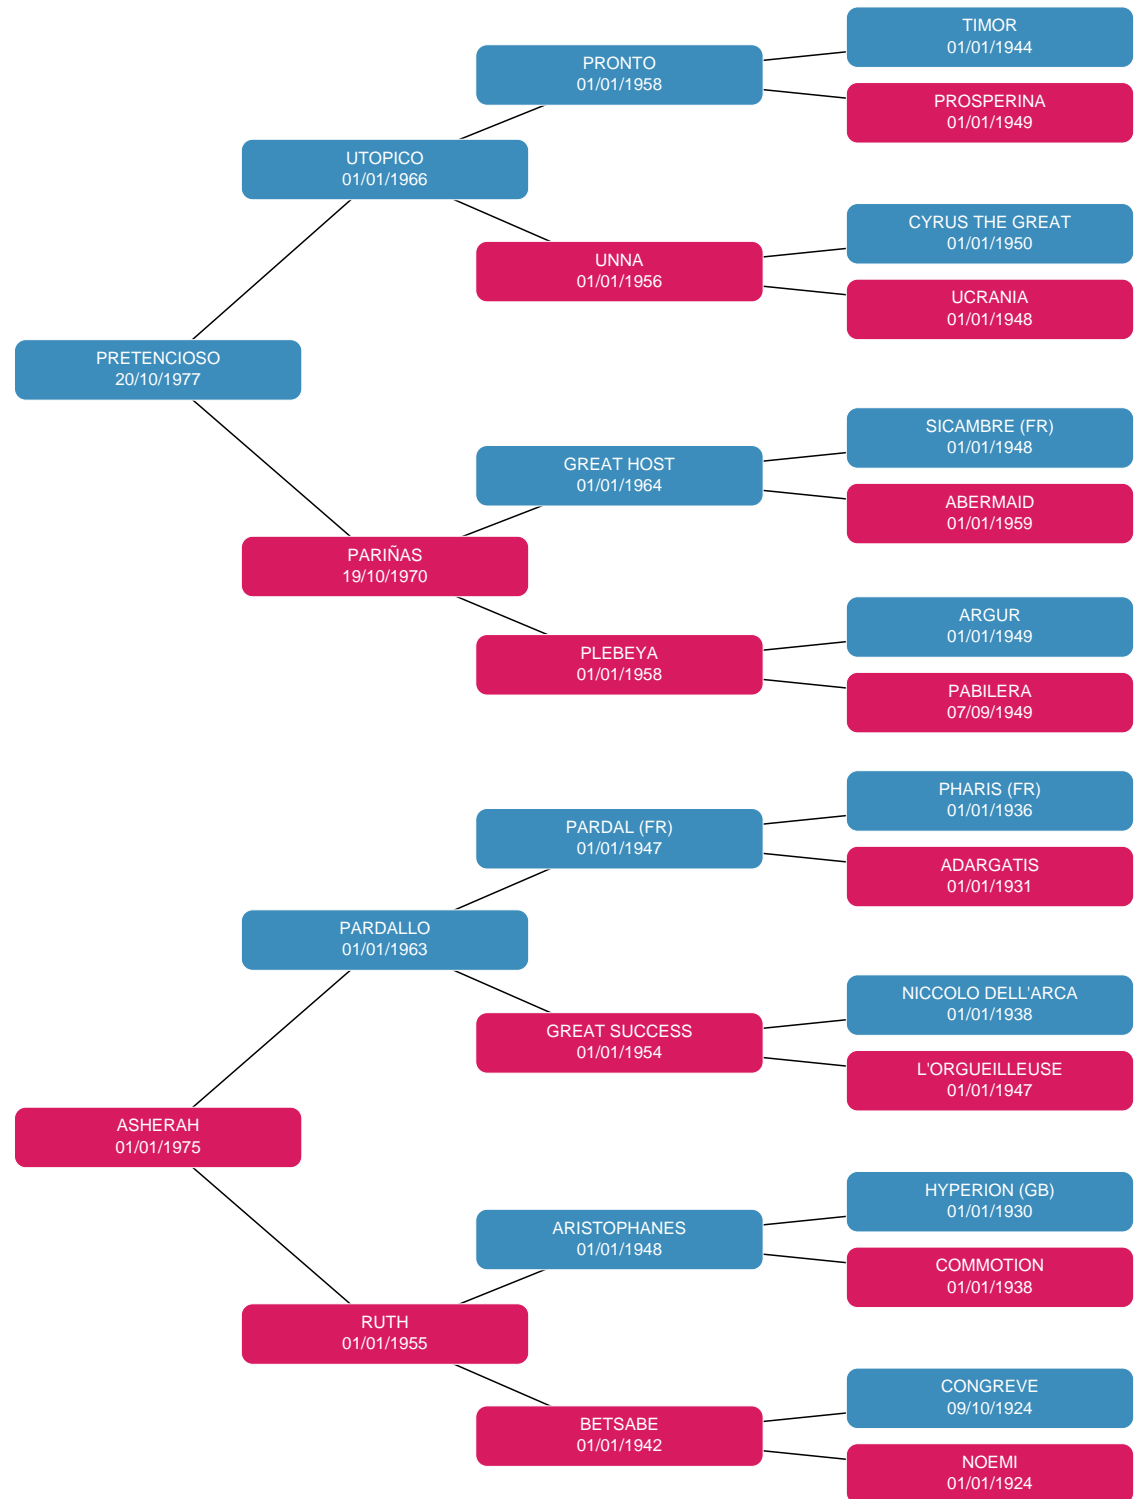 TIMOR
01/01/1944
PRONTO
01/01/1958
PROSPERINA
01/01/1949
UTOPICO
01/01/1966
CYRUS THE GREAT
01/01/1950
UNNA
01/01/1956
UCRANIA
01/01/1948
PRETENCIOSO
20/10/1977
SICAMBRE (FR)
01/01/1948
GREAT HOST
01/01/1964
ABERMAID
01/01/1959
PARIÑAS
19/10/1970
ARGUR
01/01/1949
PLEBEYA
01/01/1958
PABILERA
07/09/1949
PHARIS (FR)
01/01/1936
PARDAL (FR)
01/01/1947
ADARGATIS
01/01/1931
PARDALLO
01/01/1963
NICCOLO DELL'ARCA
01/01/1938
GREAT SUCCESS
01/01/1954
L'ORGUEILLEUSE
01/01/1947
ASHERAH
01/01/1975
HYPERION (GB)
01/01/1930
ARISTOPHANES
01/01/1948
COMMOTION
01/01/1938
RUTH
01/01/1955
CONGREVE
09/10/1924
BETSABE
01/01/1942
NOEMI
01/01/1924